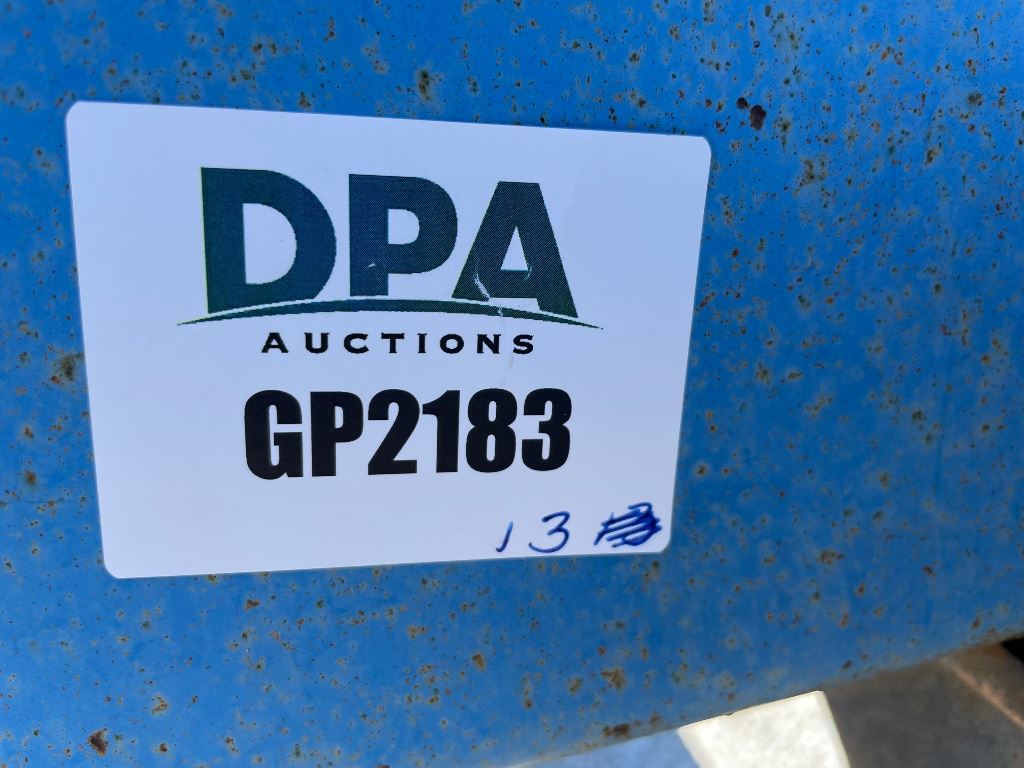 DPA
AUCTIONS
GP2183
13